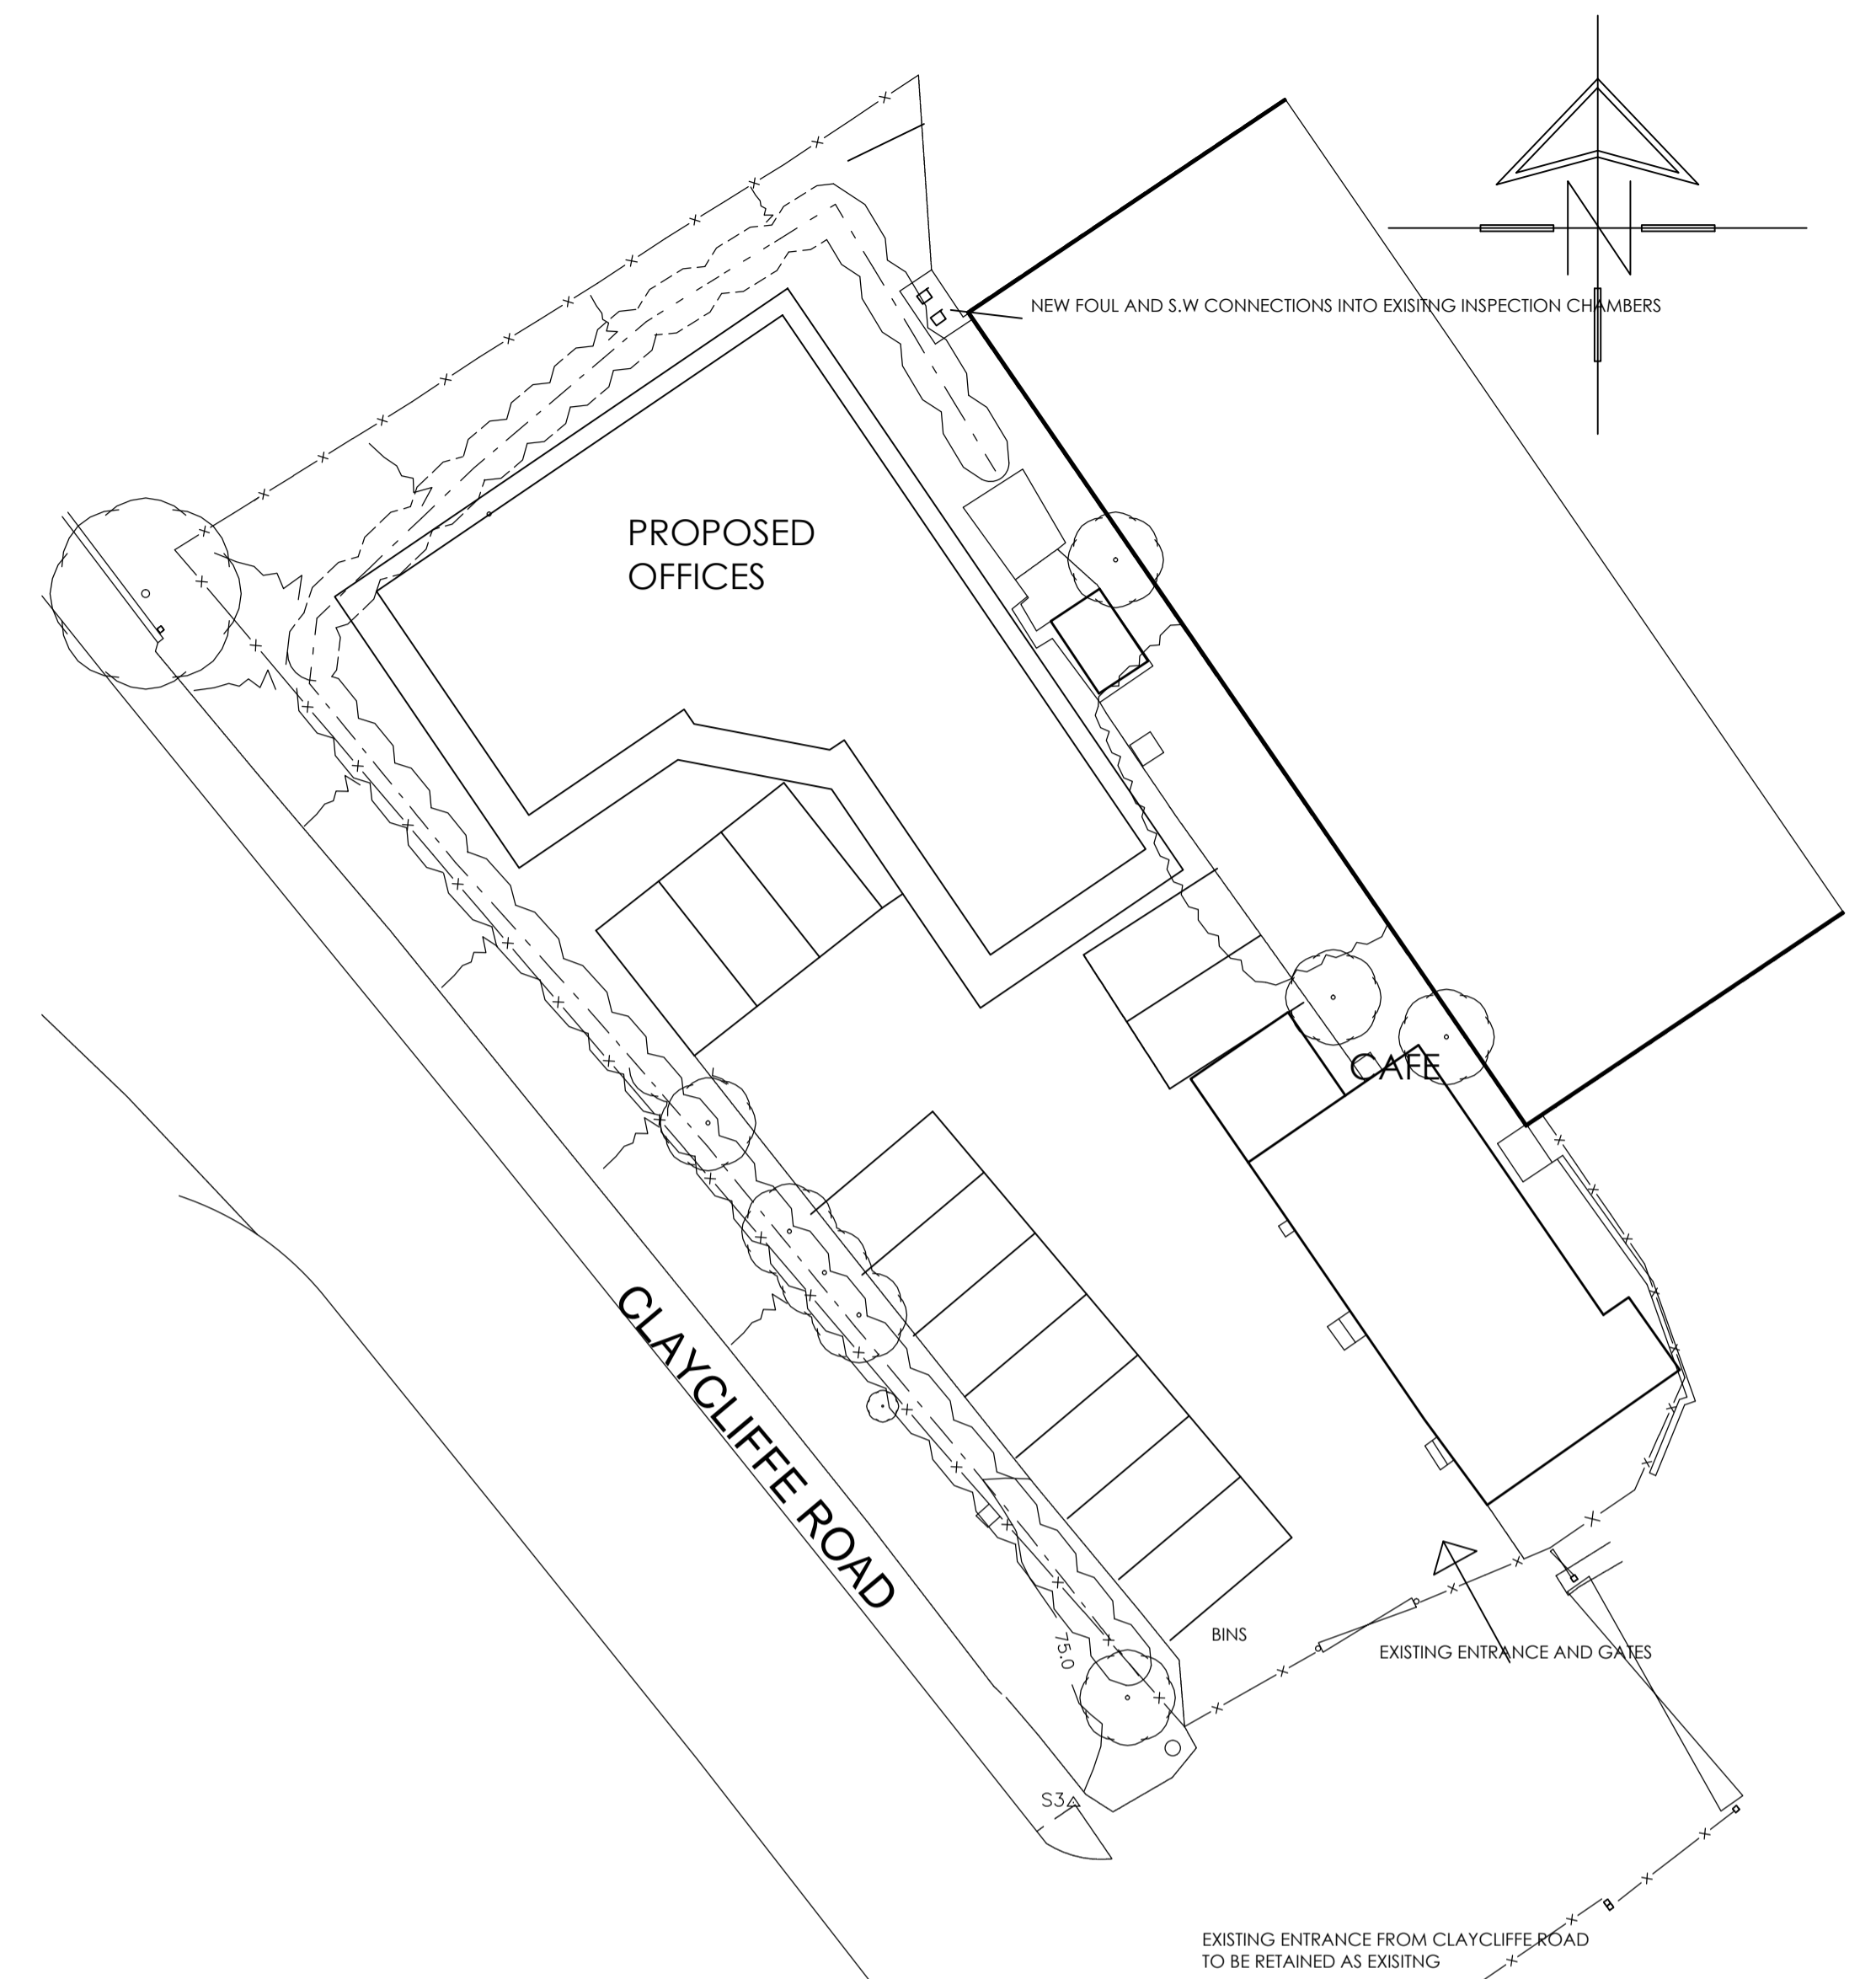 N
NEW FOUL AND S.W CONNECTIONS INTO EXISITNG INSPECTION CHAMBERS
PROPOSED
OFFICES
CAFE
CLAYCLIFFE ROAD
BINS
75.0
EXISTING ENTRANCE AND GATES
S3
EXISTING ENTRANCE FROM CLAYCLIFFE ROAD
TO BE RETAINED AS EXISITNG